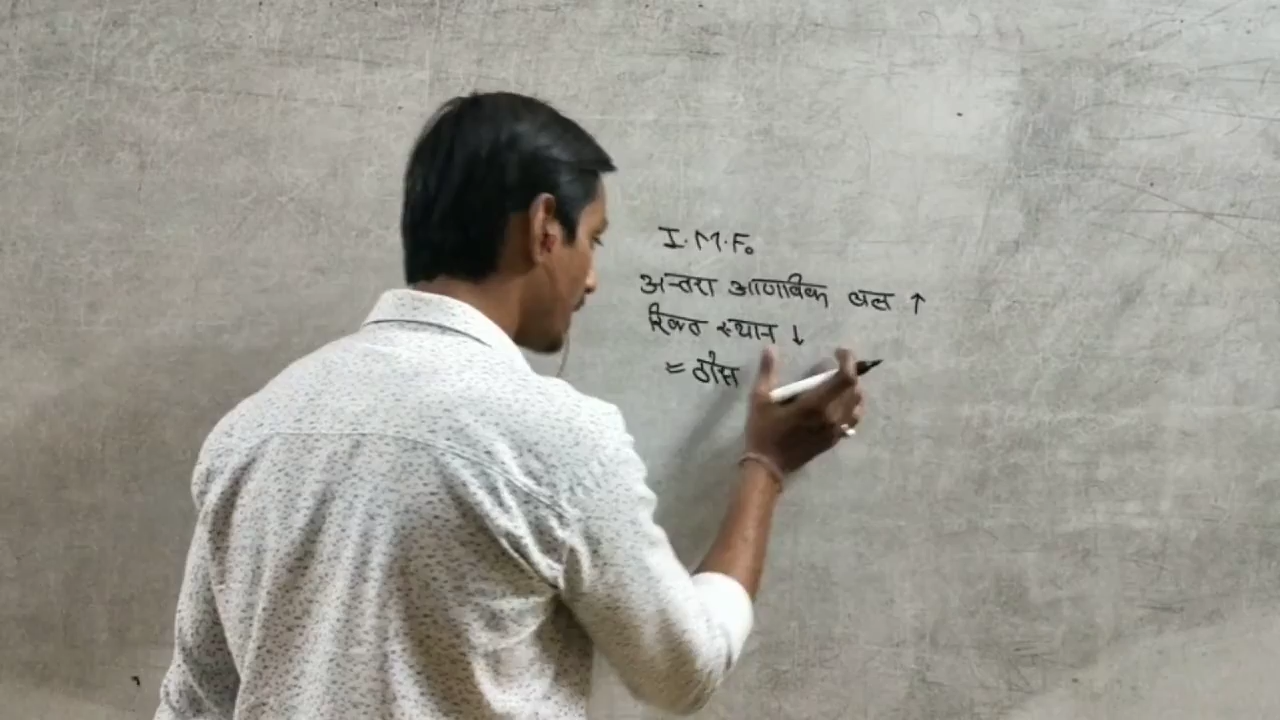 I.M.F.
अन्तरा आणविक बल ↑
रिक्त स्थान ↓
= ठोस